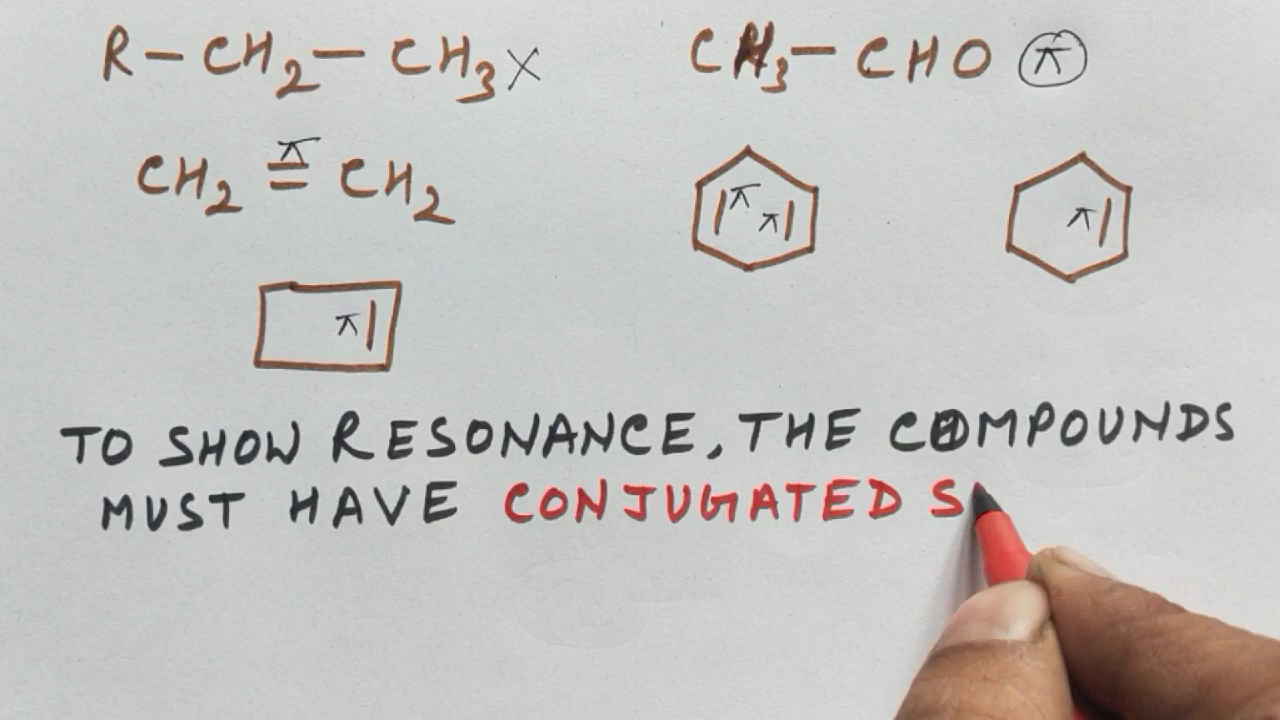 R-CH₂-CH₃ X
CH₃-CHO π
CH₂ = CH₂
π
π π
π
π
TO SHOW RESONANCE, THE COMPOUNDS
MUST HAVE CONJUGATED S